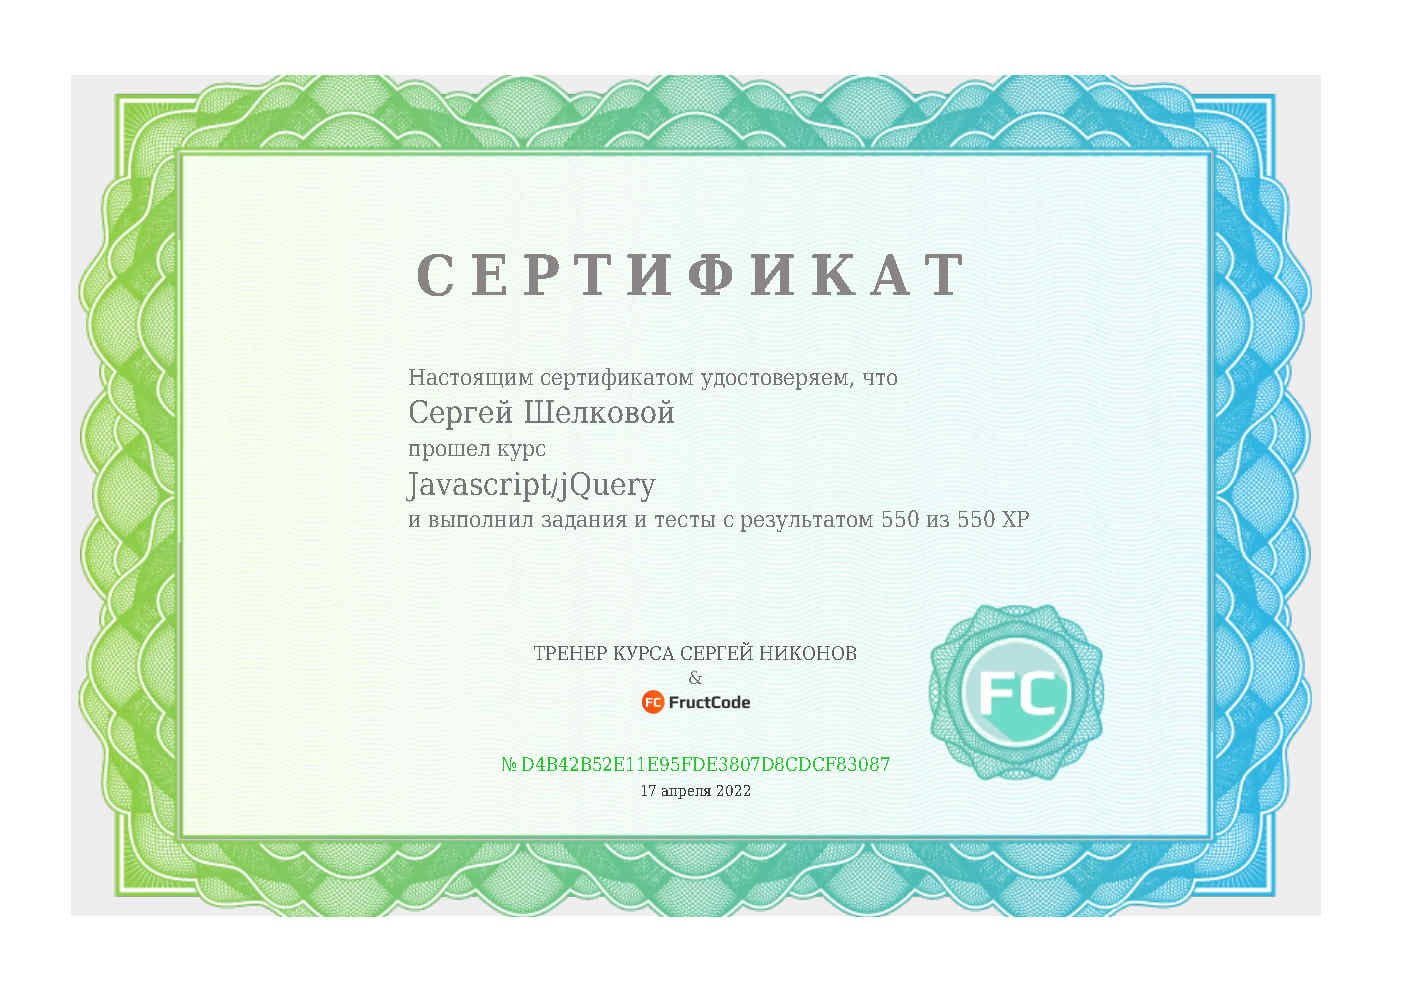 СЕРТИФИКАТ
Настоящим сертификатом удостоверяем, что
Сергей Шелковой
прошел курс
Javascript/jQuery
и выполнил задания и тесты с результатом 550 из 550 XP
ТРЕНЕР КУРСА СЕРГЕЙ НИКОНОВ
&
FC FructCode
FC
№ D4B42B52E11E95FDE3807D8CDCF83087
17 апреля 2022